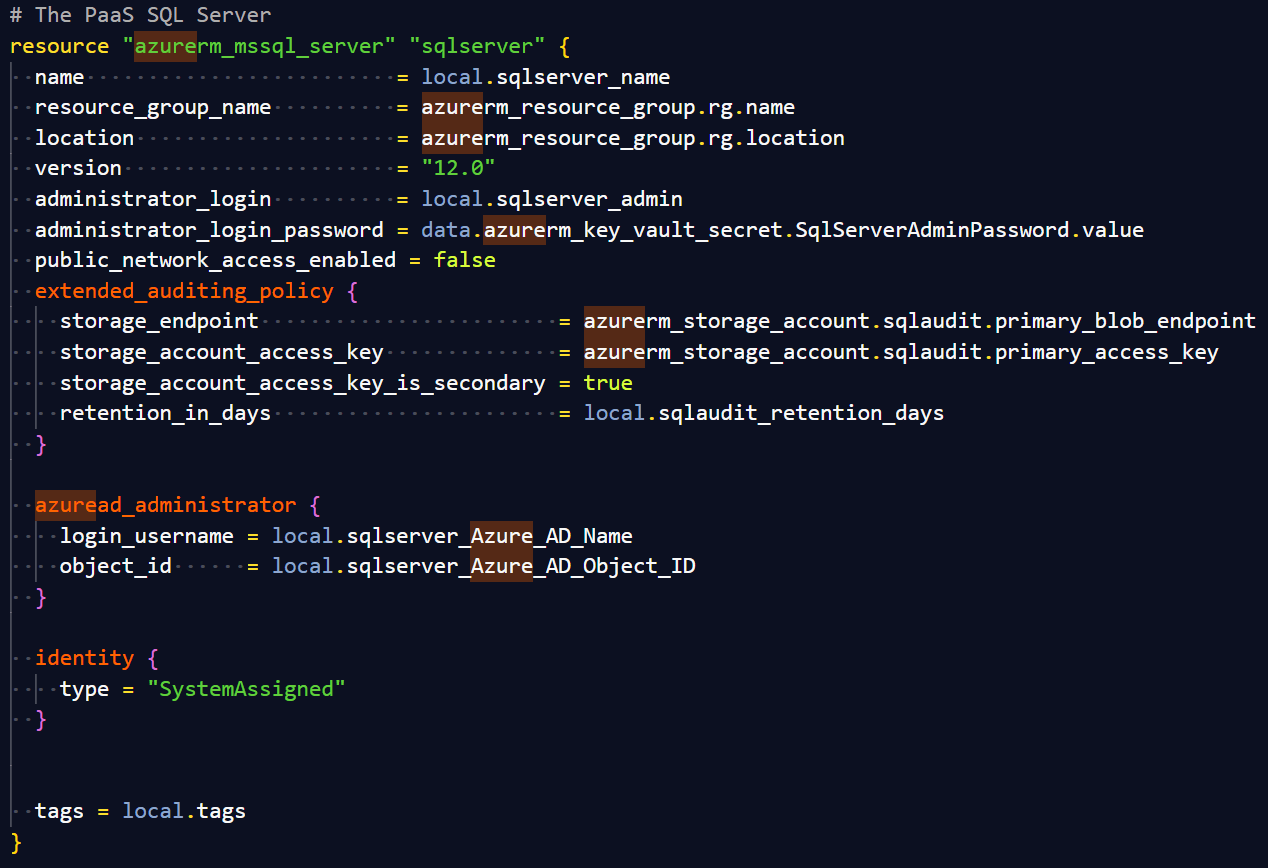 # The PaaS SQL Server
resource "azurerm_mssql_server" "sqlserver" {
  name                         = local.sqlserver_name
  resource_group_name          = azurerm_resource_group.rg.name
  location                     = azurerm_resource_group.rg.location
  version                      = "12.0"
  administrator_login          = local.sqlserver_admin
  administrator_login_password = data.azurerm_key_vault_secret.SqlServerAdminPassword.value
  public_network_access_enabled = false
  extended_auditing_policy {
    storage_endpoint                        = azurerm_storage_account.sqlaudit.primary_blob_endpoint
    storage_account_access_key              = azurerm_storage_account.sqlaudit.primary_access_key
    storage_account_access_key_is_secondary = true
    retention_in_days                       = local.sqlaudit_retention_days
  }

  azuread_administrator {
    login_username = local.sqlserver_Azure_AD_Name
    object_id      = local.sqlserver_Azure_AD_Object_ID
  }

  identity {
    type = "SystemAssigned"
  }


  tags = local.tags
}